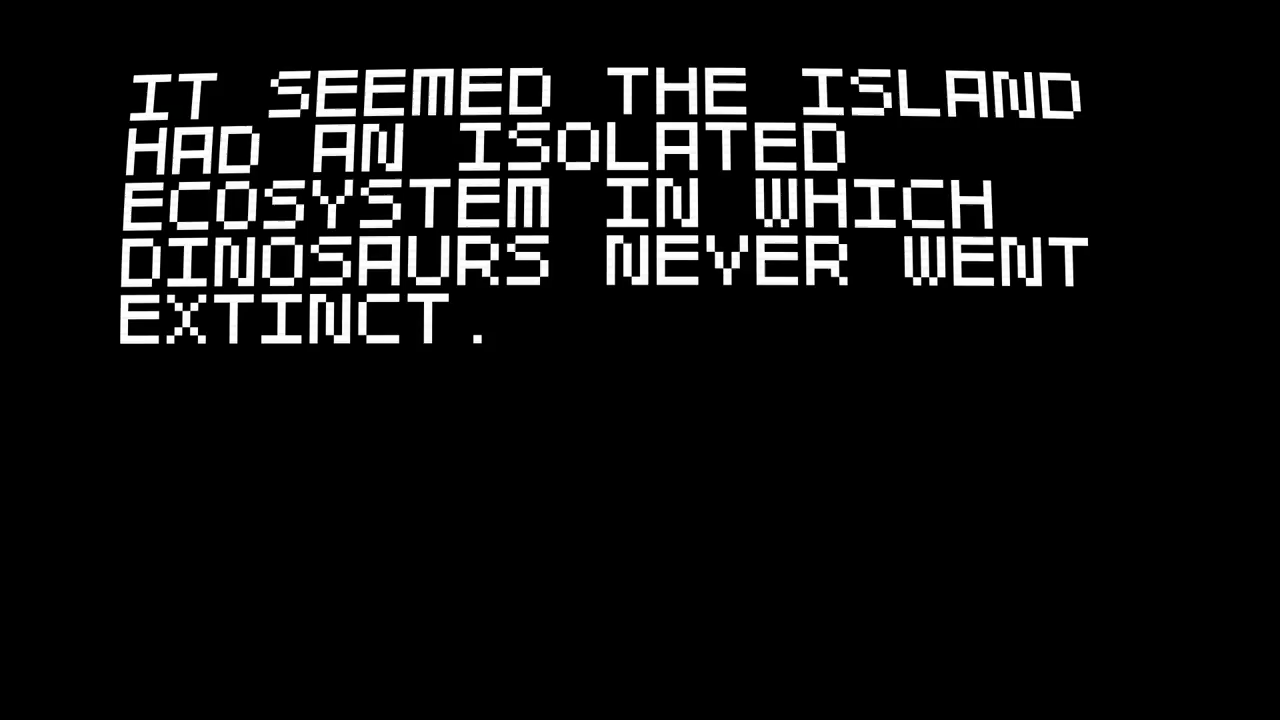 IT SEEMED THE ISLAND
HAD AN ISOLATED
ECOSYSTEM IN WHICH
DINOSAURS NEVER WENT
EXTINCT.